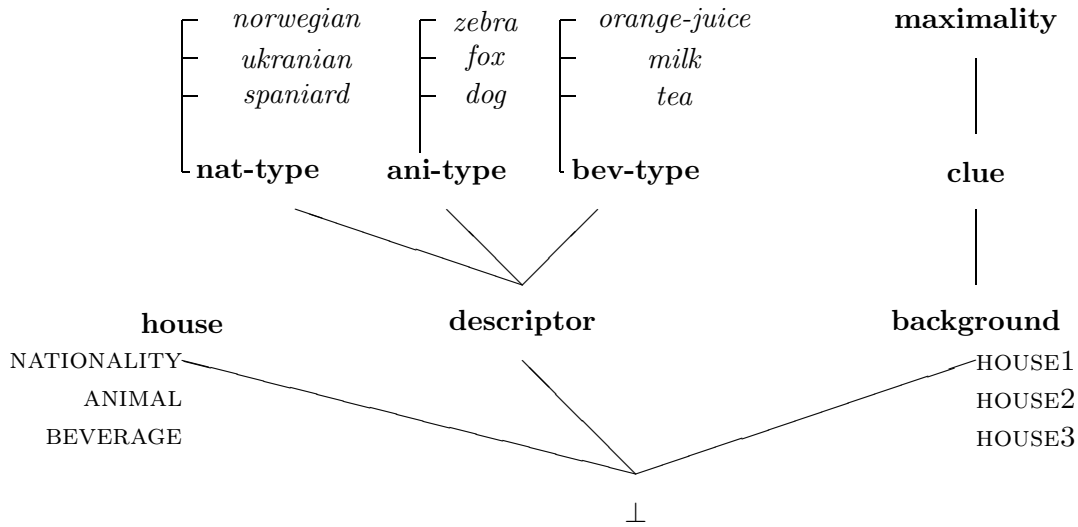 norwegian zebra orange-juice maximality
ukranian fox milk
spaniard dog tea
nat-type ani-type bev-type clue
house descriptor background
NATIONALITY HOUSE1
ANIMAL HOUSE2
BEVERAGE HOUSE3
⊥